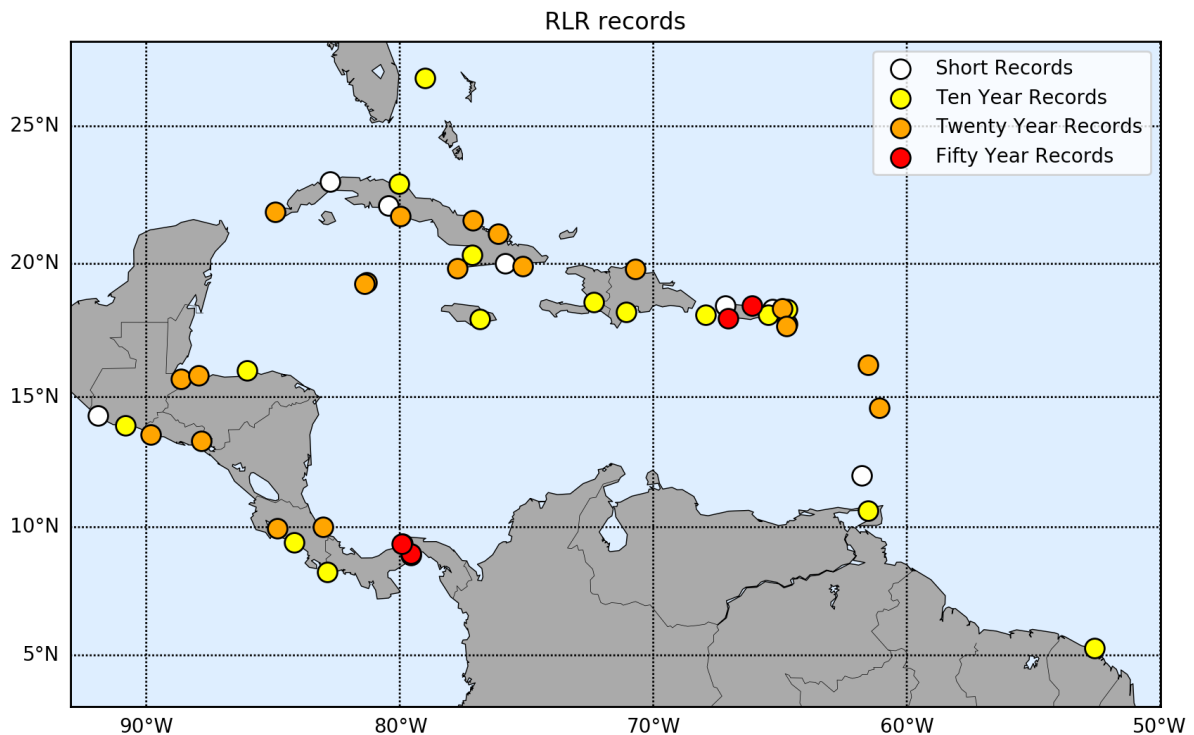 RLR records
Short Records
Ten Year Records
Twenty Year Records
Fifty Year Records
25°N
20°N
15°N
10°N
5°N
90°W
80°W
70°W
60°W
50°W